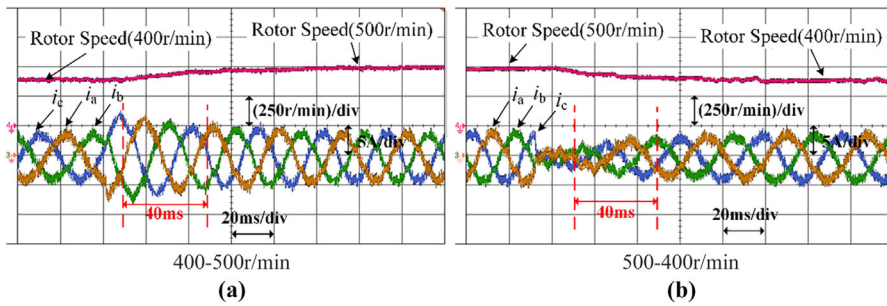 (a)
Rotor Speed(400r/min)
Rotor Speed(500r/min)
ic
ia
ib
(250r/min)/div
5A/div
40ms
20ms/div
400-500r/min
(b)
Rotor Speed(500r/min)
Rotor Speed(400r/min)
ia
ib
ic
(250r/min)/div
5A/div
40ms
20ms/div
500-400r/min
(a)
(b)